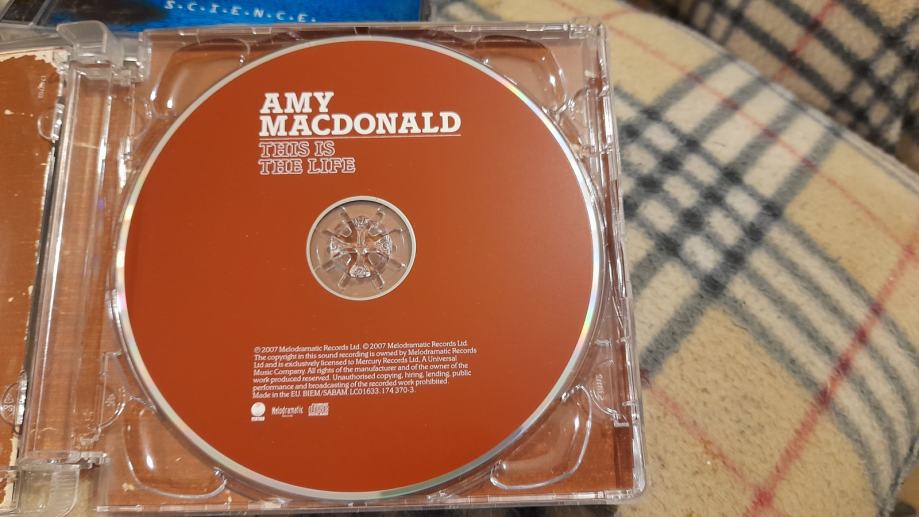 S.C.I.E.N.C.E.
AMY
MACDONALD
THIS IS
THE LIFE
℗ 2007 Melodramatic Records Ltd. © 2007 Melodramatic Records Ltd.
The copyright in this sound recording is owned by Melodramatic Records
Ltd and is exclusively licensed to Mercury Records Ltd. A Universal
Music Company. All rights of the manufacturer and of the owner of the
work produced reserved. Unauthorised copying, hiring, lending, public
performance and broadcasting of the recorded work prohibited.
Made in the EU. BIEM/SABAM. LC01633. 174 370-3.
Melodramatic
Records